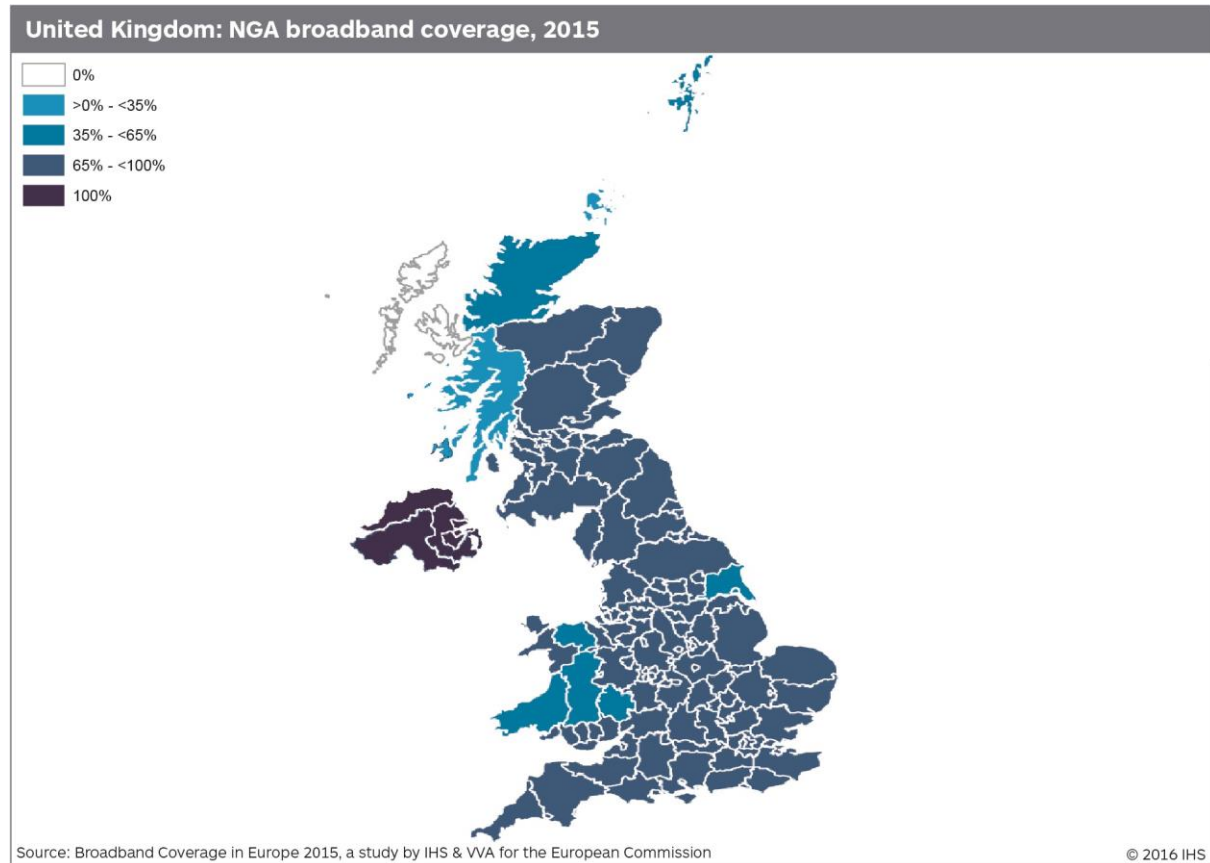 United Kingdom: NGA broadband coverage, 2015
0%
>0% - <35%
35% - <65%
65% - <100%
100%
Source: Broadband Coverage in Europe 2015, a study by IHS & VVA for the European Commission
© 2016 IHS